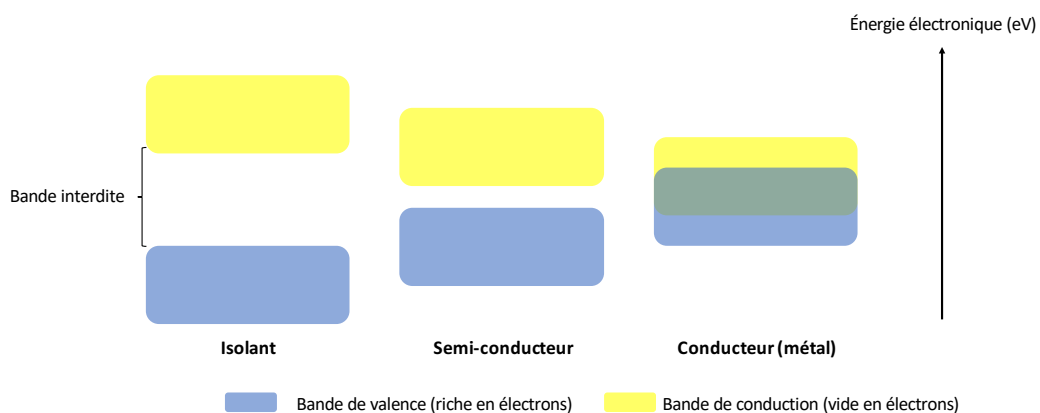 Énergie électronique (eV)
Bande interdite
Isolant
Semi-conducteur
Conducteur (métal)
Bande de valence (riche en électrons)
Bande de conduction (vide en électrons)